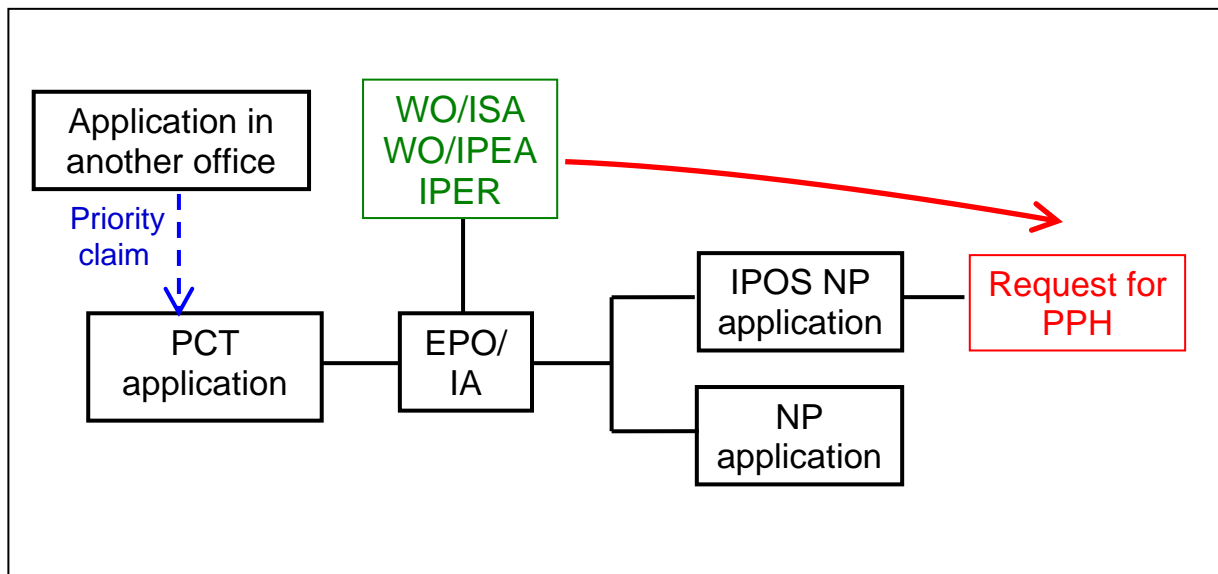 Application in
another office
WO/ISA
WO/IPEA
IPER
Priority
claim
IPOS NP
application
Request for
PPH
PCT
application
EPO/
IA
NP
application